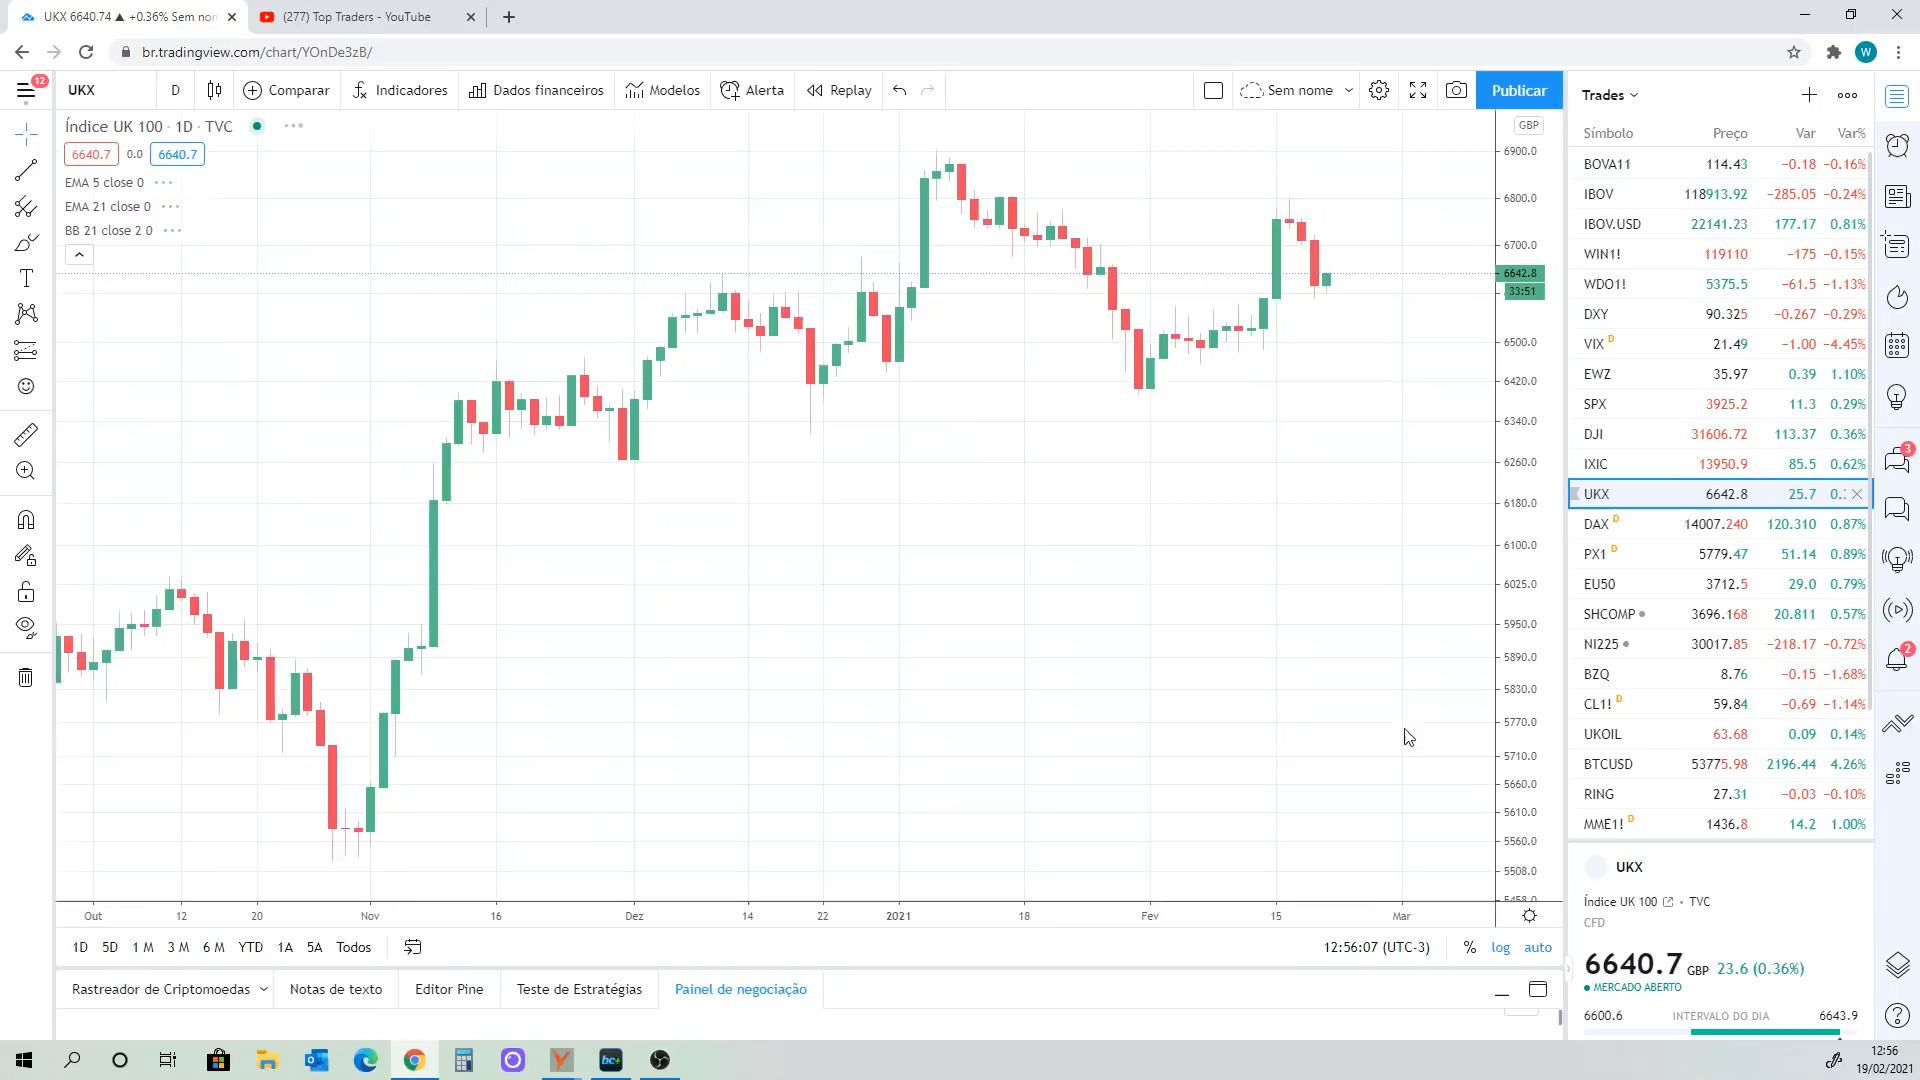 UKX 6640.74 ▲ +0.36% Sem nom
(277) Top Traders - YouTube
br.tradingview.com/chart/YOnDe3zB/
W
12
UKX
D
Comparar
Indicadores
Dados financeiros
Modelos
Alerta
Replay
Sem nome
Publicar
Índice UK 100 · 1D · TVC
6640.7 0.0 6640.7
EMA 5 close 0
EMA 21 close 0
BB 21 close 2 0
GBP
6900.0
6800.0
6700.0
6642.8
33:51
6500.0
6420.0
6340.0
6260.0
6180.0
6100.0
6025.0
5950.0
5890.0
5830.0
5770.0
5710.0
5660.0
5610.0
5560.0
5508.0
5458.0
Out 12 20 Nov 16 Dez 14 22 2021 18 Fev 15 Mar
1D 5D 1 M 3 M 6 M YTD 1A 5A Todos
12:56:07 (UTC-3) % log auto
Rastreador de Criptomoedas
Notas de texto
Editor Pine
Teste de Estratégias
Painel de negociação
Trades
Símbolo Preço Var Var%
BOVA11 114.43 −0.18 −0.16%
IBOV 118913.92 −285.05 −0.24%
IBOV.USD 22141.23 177.17 0.81%
WIN1! 119110 −175 −0.15%
WDO1! 5375.5 −61.5 −1.13%
DXY 90.325 −0.267 −0.29%
VIX D 21.49 −1.00 −4.45%
EWZ 35.97 0.39 1.10%
SPX 3925.2 11.3 0.29%
DJI 31606.72 113.37 0.36%
IXIC 13950.9 85.5 0.62%
UKX 6642.8 25.7 0.:
DAX D 14007.240 120.310 0.87%
PX1 D 5779.47 51.14 0.89%
EU50 3712.5 29.0 0.79%
SHCOMP 3696.168 20.811 0.57%
NI225 30017.85 −218.17 −0.72%
BZQ 8.76 −0.15 −1.68%
CL1! D 59.84 −0.69 −1.14%
UKOIL 63.68 0.09 0.14%
BTCUSD 53775.98 2196.44 4.26%
RING 27.31 −0.03 −0.10%
MME1! D 1436.8 14.2 1.00%
UKX
Índice UK 100 • TVC
CFD
6640.7 GBP 23.6 (0.36%)
MERCADO ABERTO
6600.6 INTERVALO DO DIA 6643.9
3
2
bc+
12:56
19/02/2021